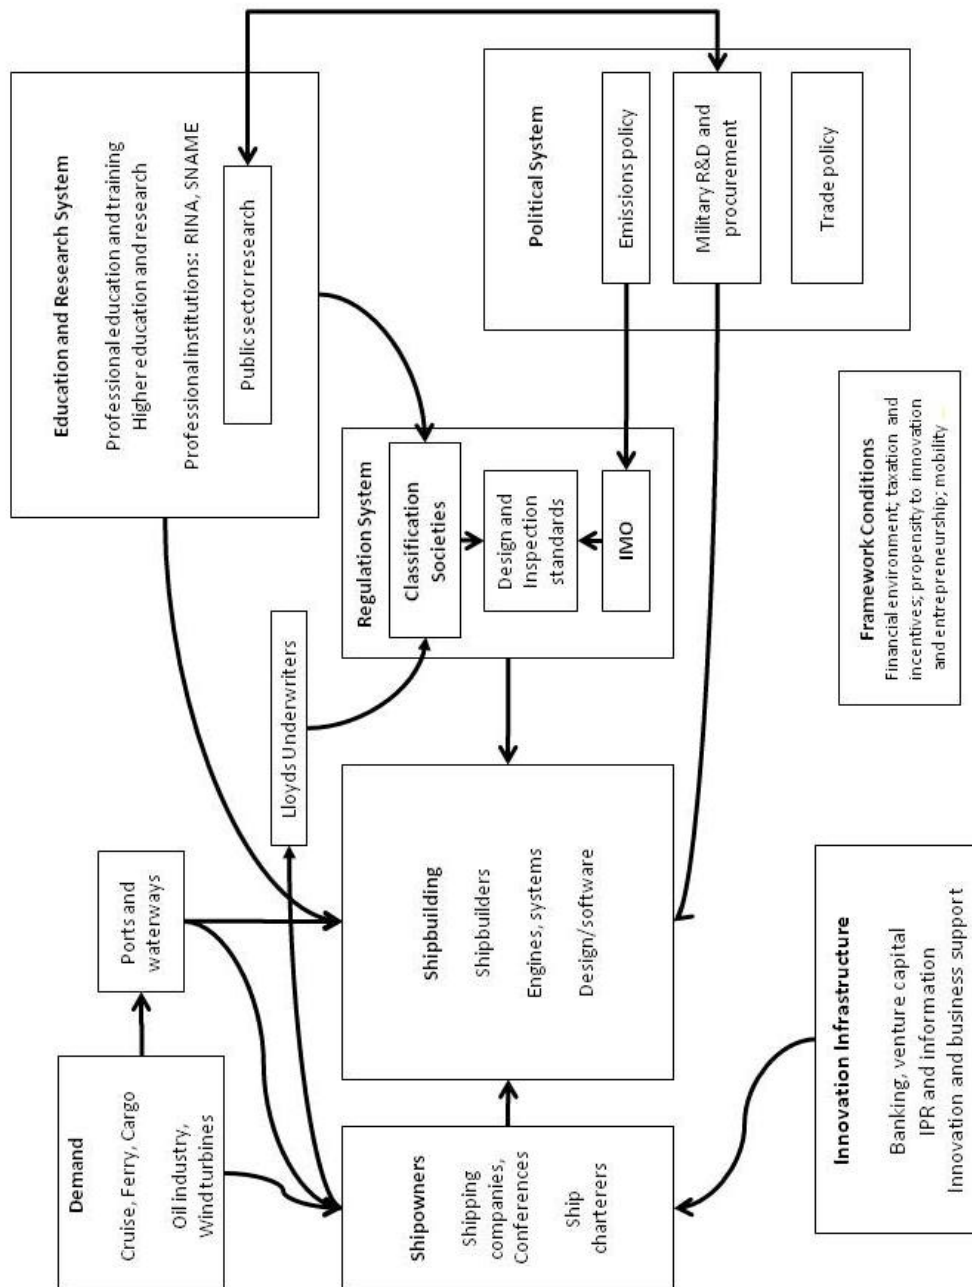 Demand
Cruise, Ferry, Cargo
Oil industry,
Wind turbines
Ports and
waterways
Lloyds Underwriters
Education and Research System
Professional education and training
Higher education and research
Professional institutions: RINA, SNAME
Public sector research
Shipowners
Shipping
companies,
Conferences
Ship
charterers
Shipbuilding
Shipbuilders
Engines, systems
Design/software
Regulation System
Classification
Societies
Design and
Inspection
standards
IMO
Political System
Emissions policy
Military R&D and
procurement
Trade policy
Innovation Infrastructure
Banking, venture capital
IPR and information
Innovation and business support
Framework Conditions
Financial environment; taxation and
incentives; propensity to innovation
and entrepreneurship; mobility ...